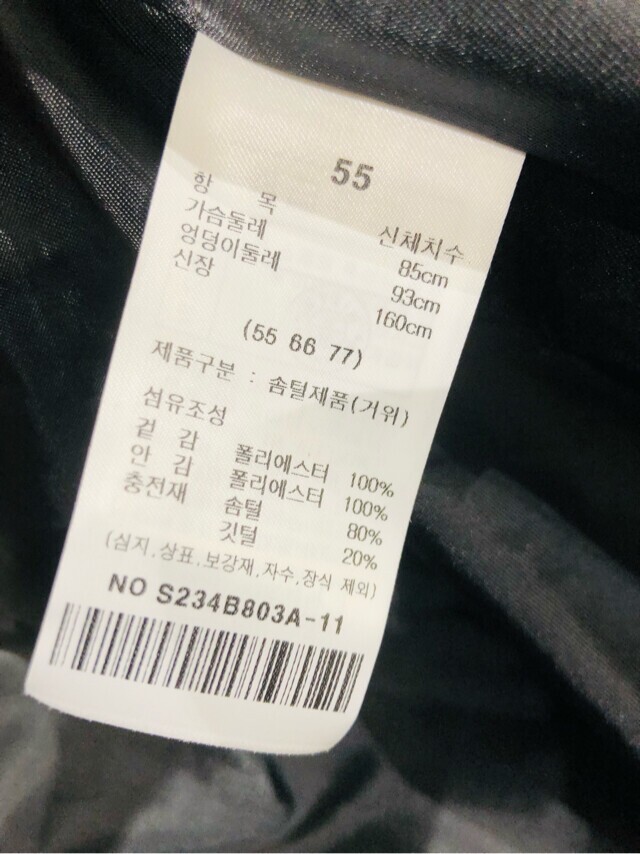 55
항 목 신체치수
가슴둘레 85cm
엉덩이둘레 93cm
신장 160cm
(55 66 77)
제품구분 : 솜털제품(거위)
섬유조성
겉 감 폴리에스터 100%
안 감 폴리에스터 100%
충전재 솜털 80%
깃털 20%
(심지,상표,보강재,자수,장식 제외)
NO S234B803A-11